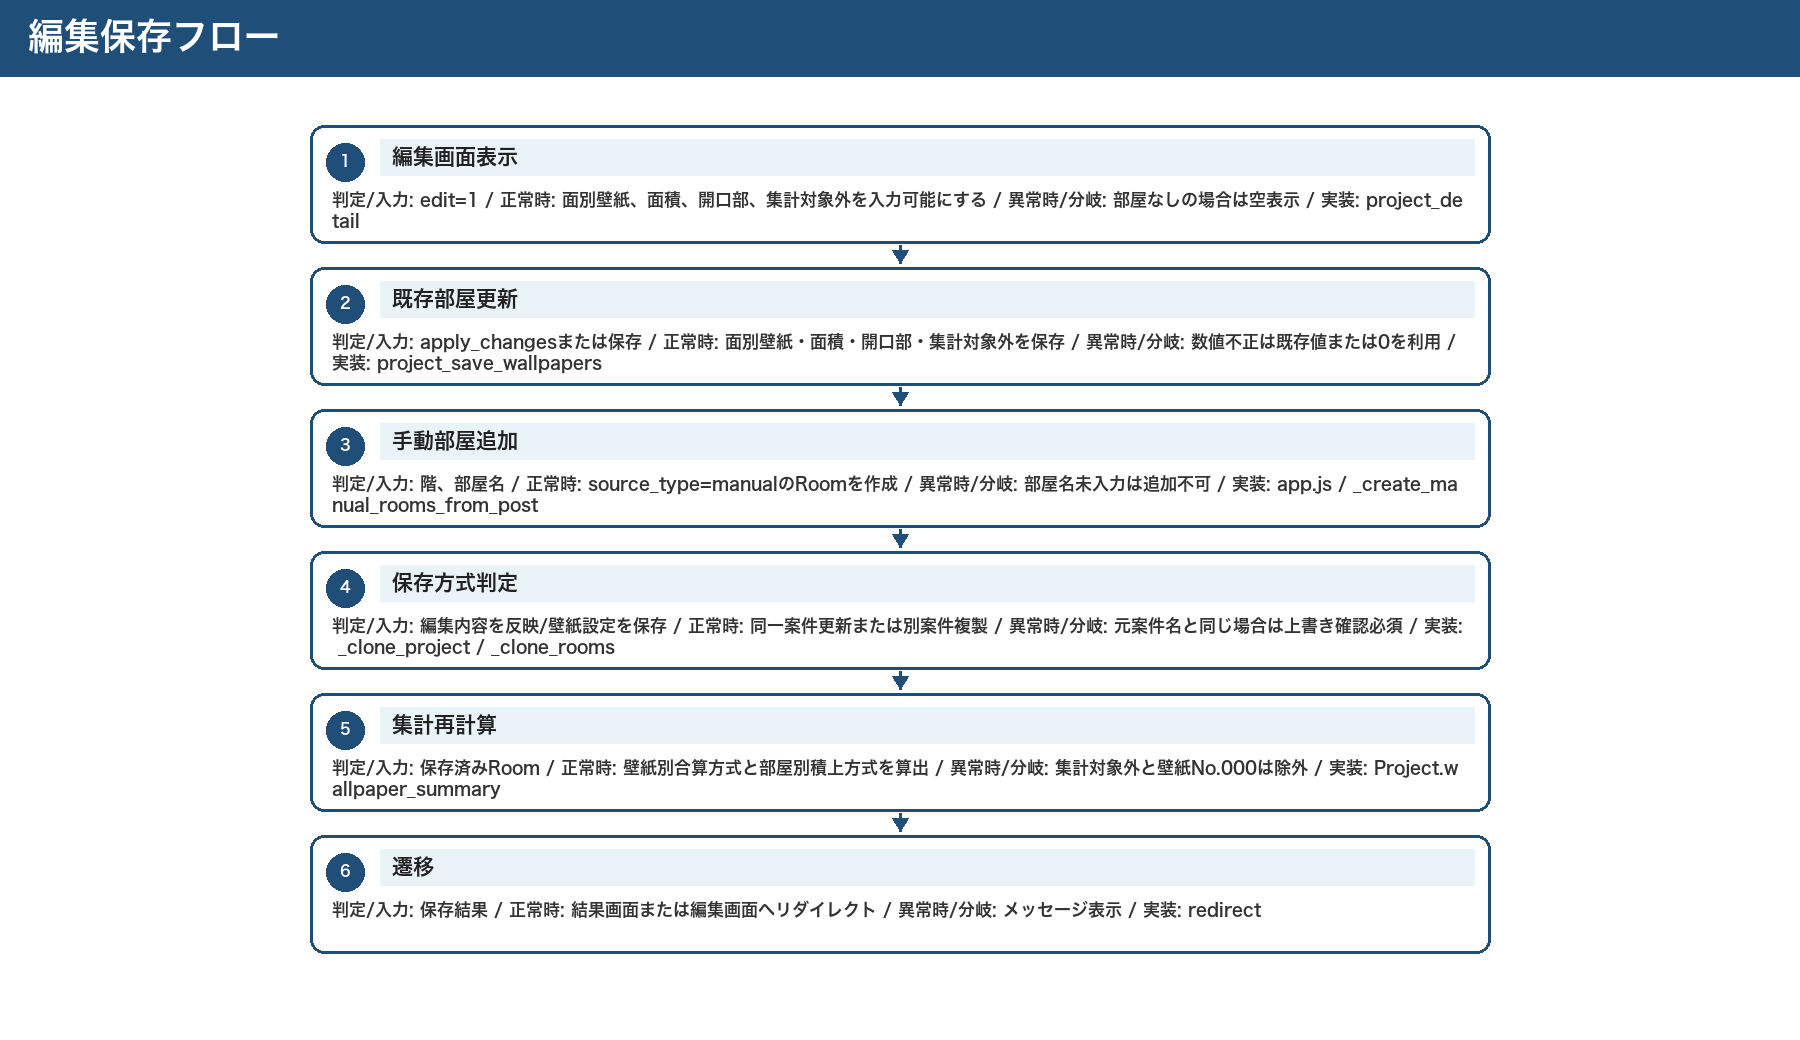 編集保存フロー
1
編集画面表示
判定/入力: edit=1 / 正常時: 面別壁紙、面積、開口部、集計対象外を入力可能にする / 異常時/分岐: 部屋なしの場合は空表示 / 実装: project_de
tail
2
既存部屋更新
判定/入力: apply_changesまたは保存 / 正常時: 面別壁紙・面積・開口部・集計対象外を保存 / 異常時/分岐: 数値不正は既存値または0を利用 /
実装: project_save_wallpapers
3
手動部屋追加
判定/入力: 階、部屋名 / 正常時: source_type=manualのRoomを作成 / 異常時/分岐: 部屋名未入力は追加不可 / 実装: app.js / _create_ma
nual_rooms_from_post
4
保存方式判定
判定/入力: 編集内容を反映/壁紙設定を保存 / 正常時: 同一案件更新または別案件複製 / 異常時/分岐: 元案件名と同じ場合は上書き確認必須 / 実装:
_clone_project / _clone_rooms
5
集計再計算
判定/入力: 保存済みRoom / 正常時: 壁紙別合算方式と部屋別積上方式を算出 / 異常時/分岐: 集計対象外と壁紙No.000は除外 / 実装: Project.w
allpaper_summary
6
遷移
判定/入力: 保存結果 / 正常時: 結果画面または編集画面へリダイレクト / 異常時/分岐: メッセージ表示 / 実装: redirect